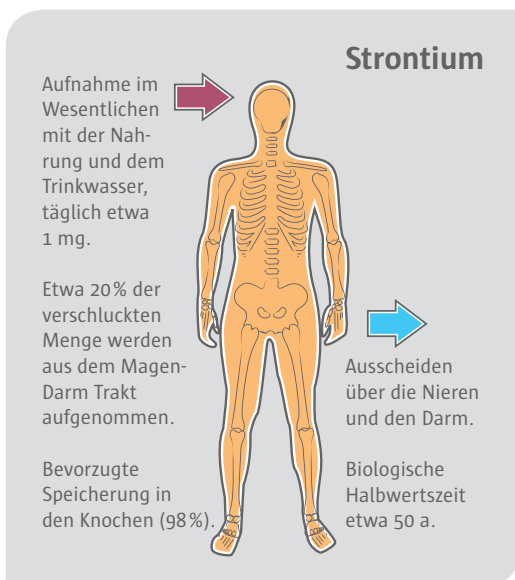 Strontium
Aufnahme im
Wesentlichen
mit der Nah-
rung und dem
Trinkwasser,
täglich etwa
1 mg.
Etwa 20% der
verschluckten
Menge werden
aus dem Magen-
Darm Trakt
aufgenommen.
Bevorzugte
Speicherung in
den Knochen (98%).
Ausscheiden
über die Nieren
und den Darm.
Biologische
Halbwertszeit
etwa 50 a.